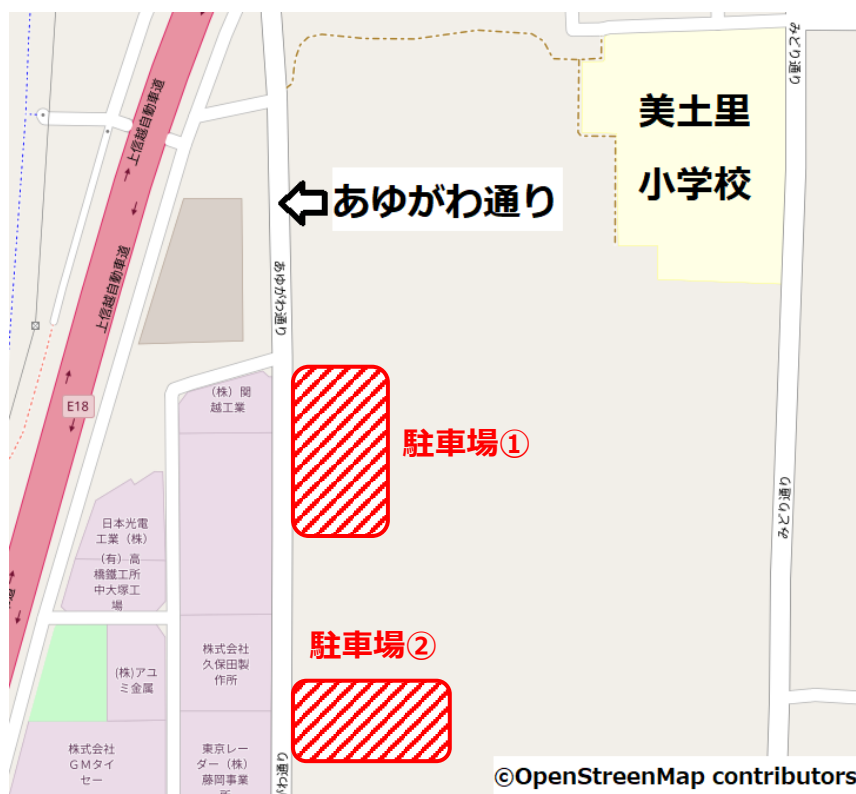 みどり通り
上信越自動車道
美土里
小学校
あゆがわ通り
上信越自動車道
あゆがわ通り
E18
(株) 関
越工業
駐車場①
みどり通り
日本光電
工業(株)
(有) 高
橋鐵工所
中大塚工
場
株式会社
久保田製
作所
駐車場②
(株)アユ
ミ金属
株式会社
GMタイ
セー
東京レー
ダー(株)
藤岡事業
所
がわ通り
©OpenStreenMap contributors